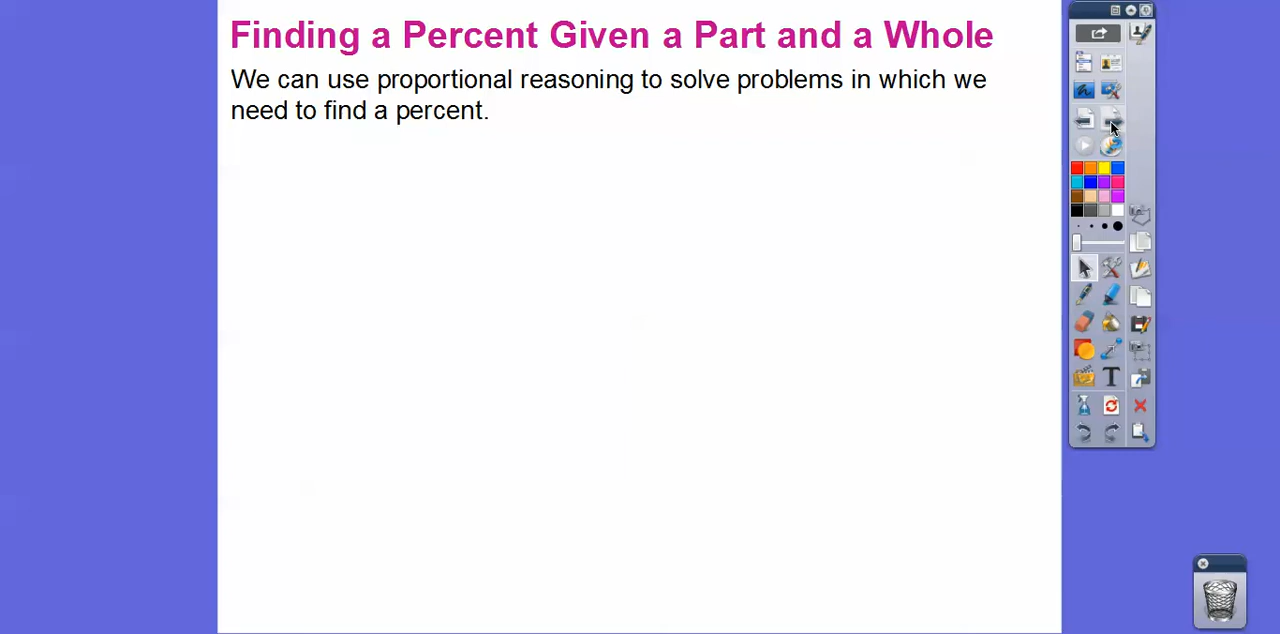 Finding a Percent Given a Part and a Whole
We can use proportional reasoning to solve problems in which we
need to find a percent.